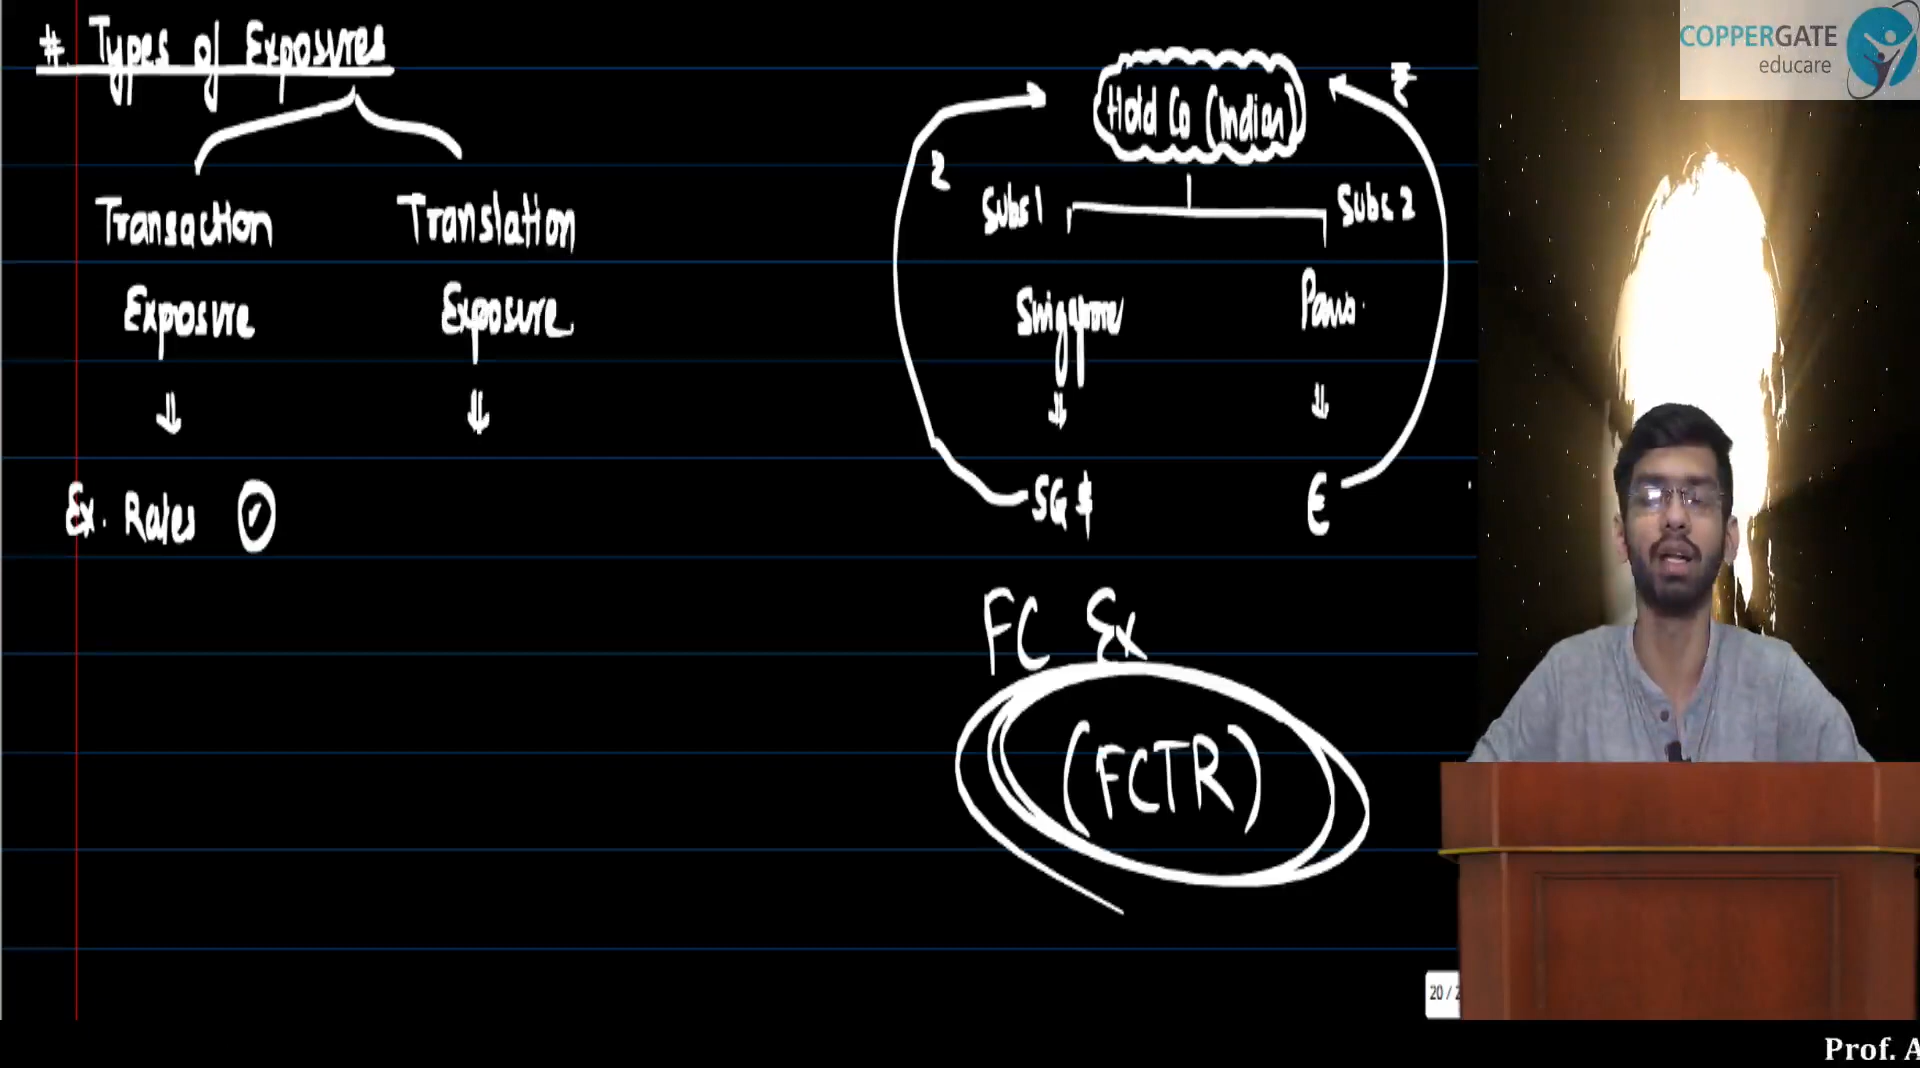 # Types of Exposures
Transaction
Exposure
⇓
Ex. Rates ✓
Translation
Exposure
⇓
Hold Co (Indian)
₹
2
Subs 1
Subs 2
Singapore
Paris
⇓
⇓
SG $
€
FC Ex
(FCTR)
COPPERGATE
educare
20 / 2
Prof. A